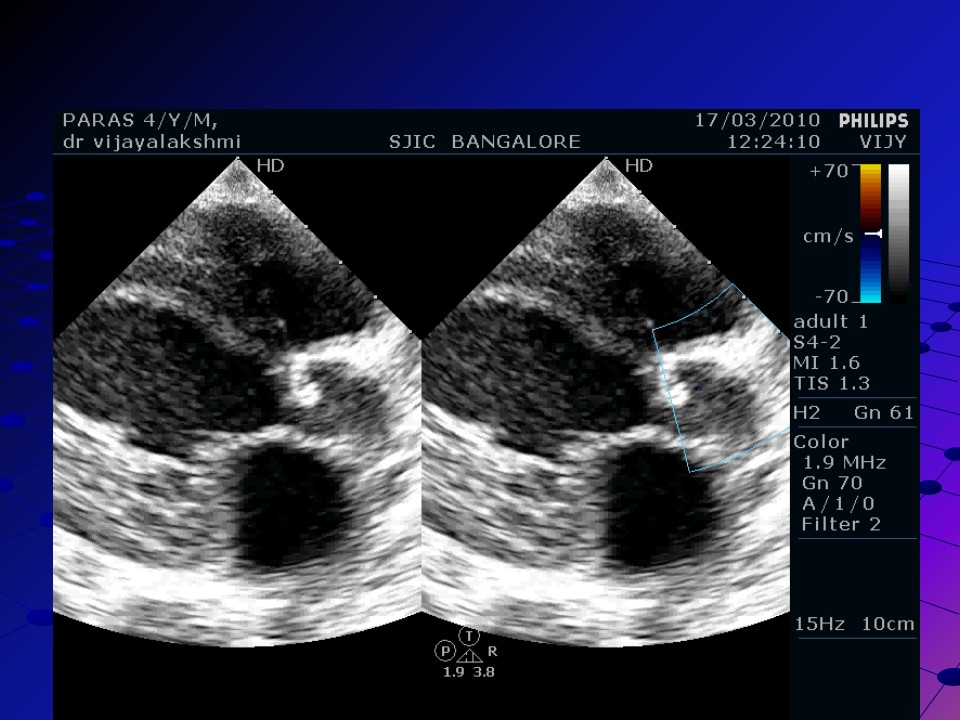 PARAS 4/Y/M,
dr vijayalakshmi
SJIC BANGALORE
17/03/2010 PHILIPS
12:24:10 VIJY
HD
HD
+70
cm/s
-70
adult 1
S4-2
MI 1.6
TIS 1.3
H2 Gn 61
Color
1.9 MHz
Gn 70
A/1/0
Filter 2
15Hz 10cm
T
P R
1.9 3.8